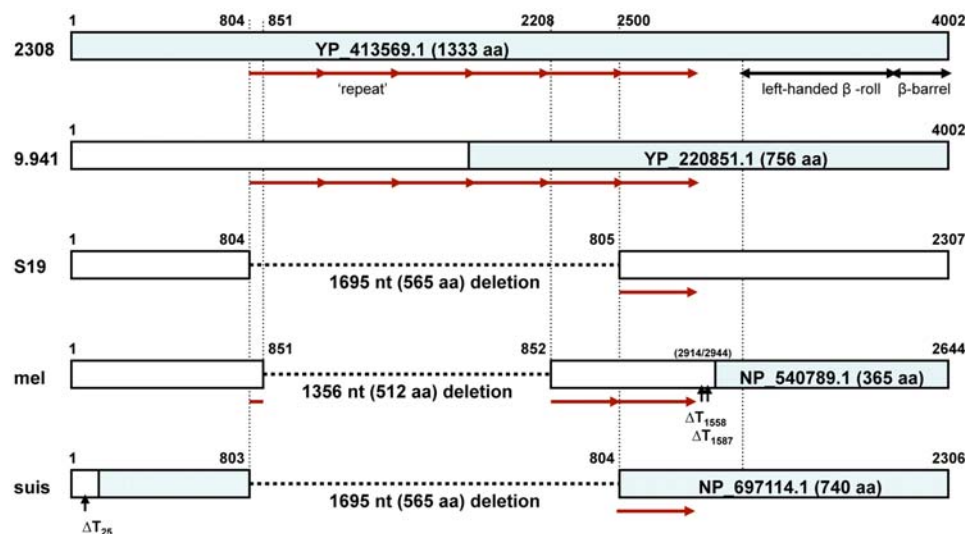 1 804 851 2208 2500 4002
2308 YP_413569.1 (1333 aa)
'repeat' left-handed β -roll β-barrel
1 4002
9.941 YP_220851.1 (756 aa)
1 804 805 2307
S19
1695 nt (565 aa) deletion
1 851 852 (2914/2944) 2644
mel NP_540789.1 (365 aa)
1356 nt (512 aa) deletion
ΔT1558
ΔT1587
1 803 804 2306
suis NP_697114.1 (740 aa)
1695 nt (565 aa) deletion
ΔT25